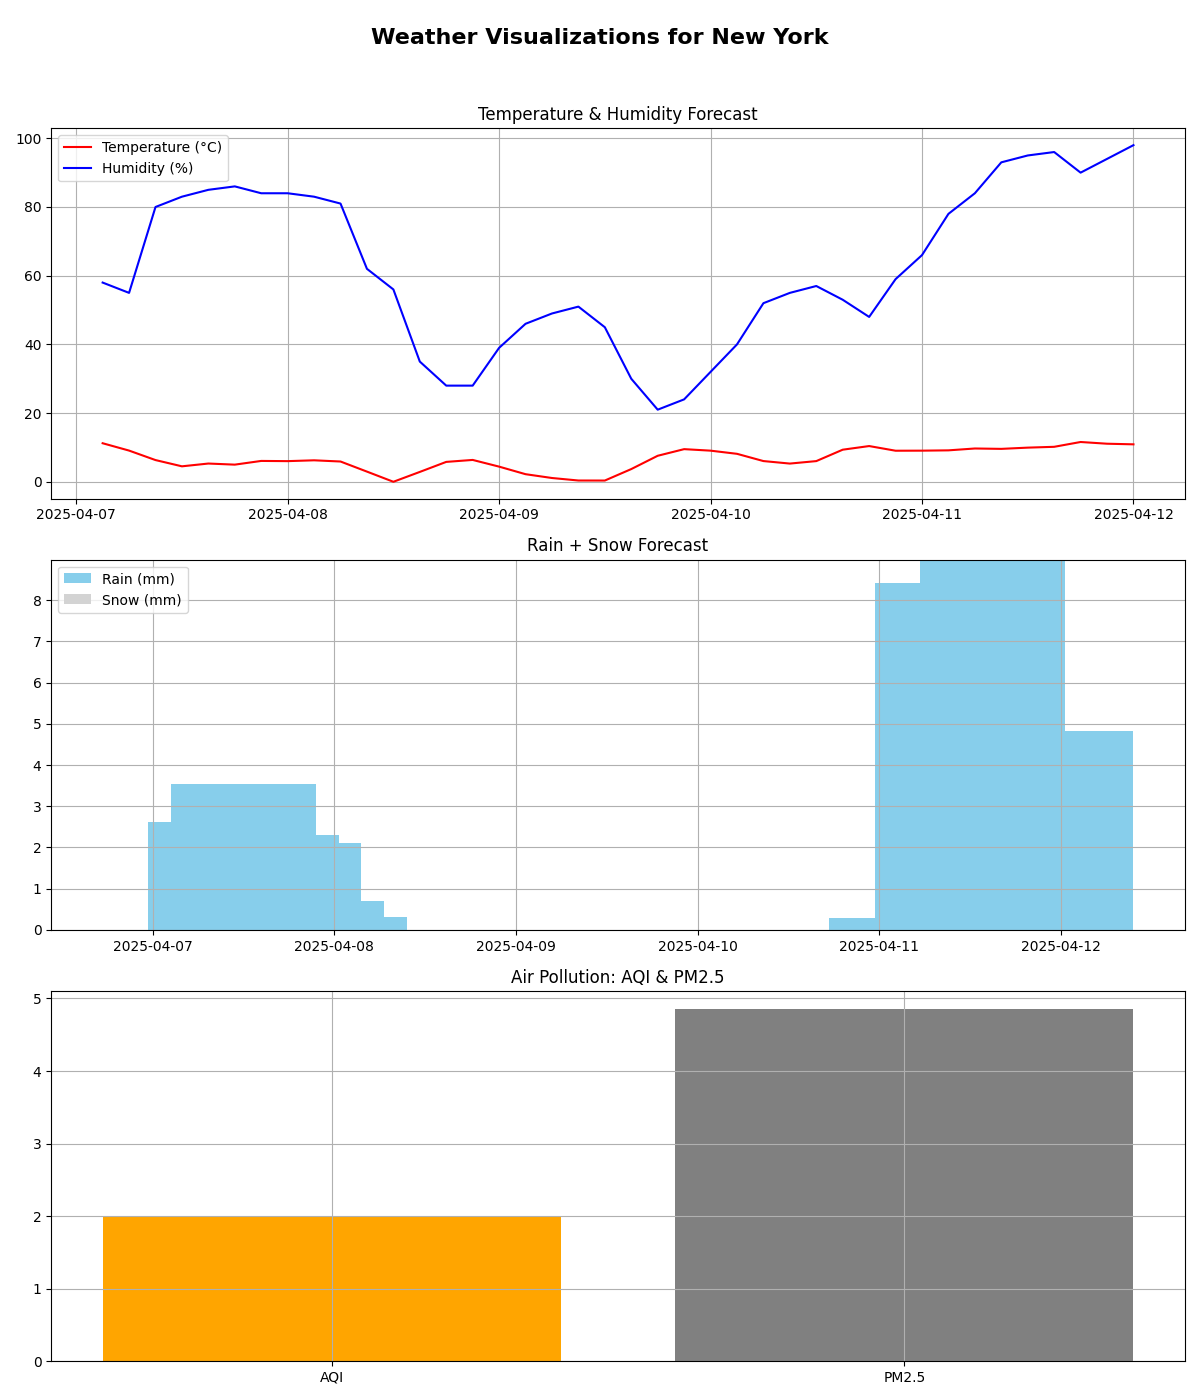 Weather Visualizations for New York
Temperature & Humidity Forecast
100
80
60
40
20
0
Temperature (°C)
Humidity (%)
2025-04-07 2025-04-08 2025-04-09 2025-04-10 2025-04-11 2025-04-12
Rain + Snow Forecast
8
7
6
5
4
3
2
1
0
Rain (mm)
Snow (mm)
2025-04-07 2025-04-08 2025-04-09 2025-04-10 2025-04-11 2025-04-12
Air Pollution: AQI & PM2.5
5
4
3
2
1
0
AQI PM2.5